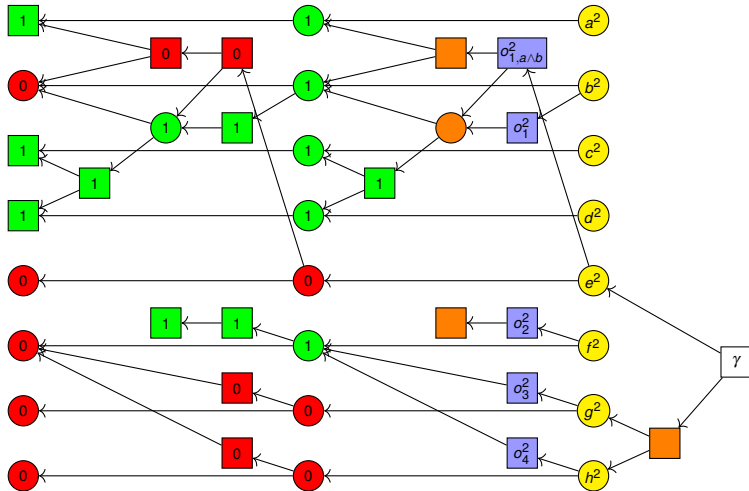 1 1 a²
0 0 o²₁,ₐ∧b
0 1 b²
1 1 o²₁
1 1 c²
1 1
1 1 d²
0 0 e²
1 1 o²₂
0 1 f²
γ
0 o²₃
0 0 g²
0 o²₄
0 0 h²